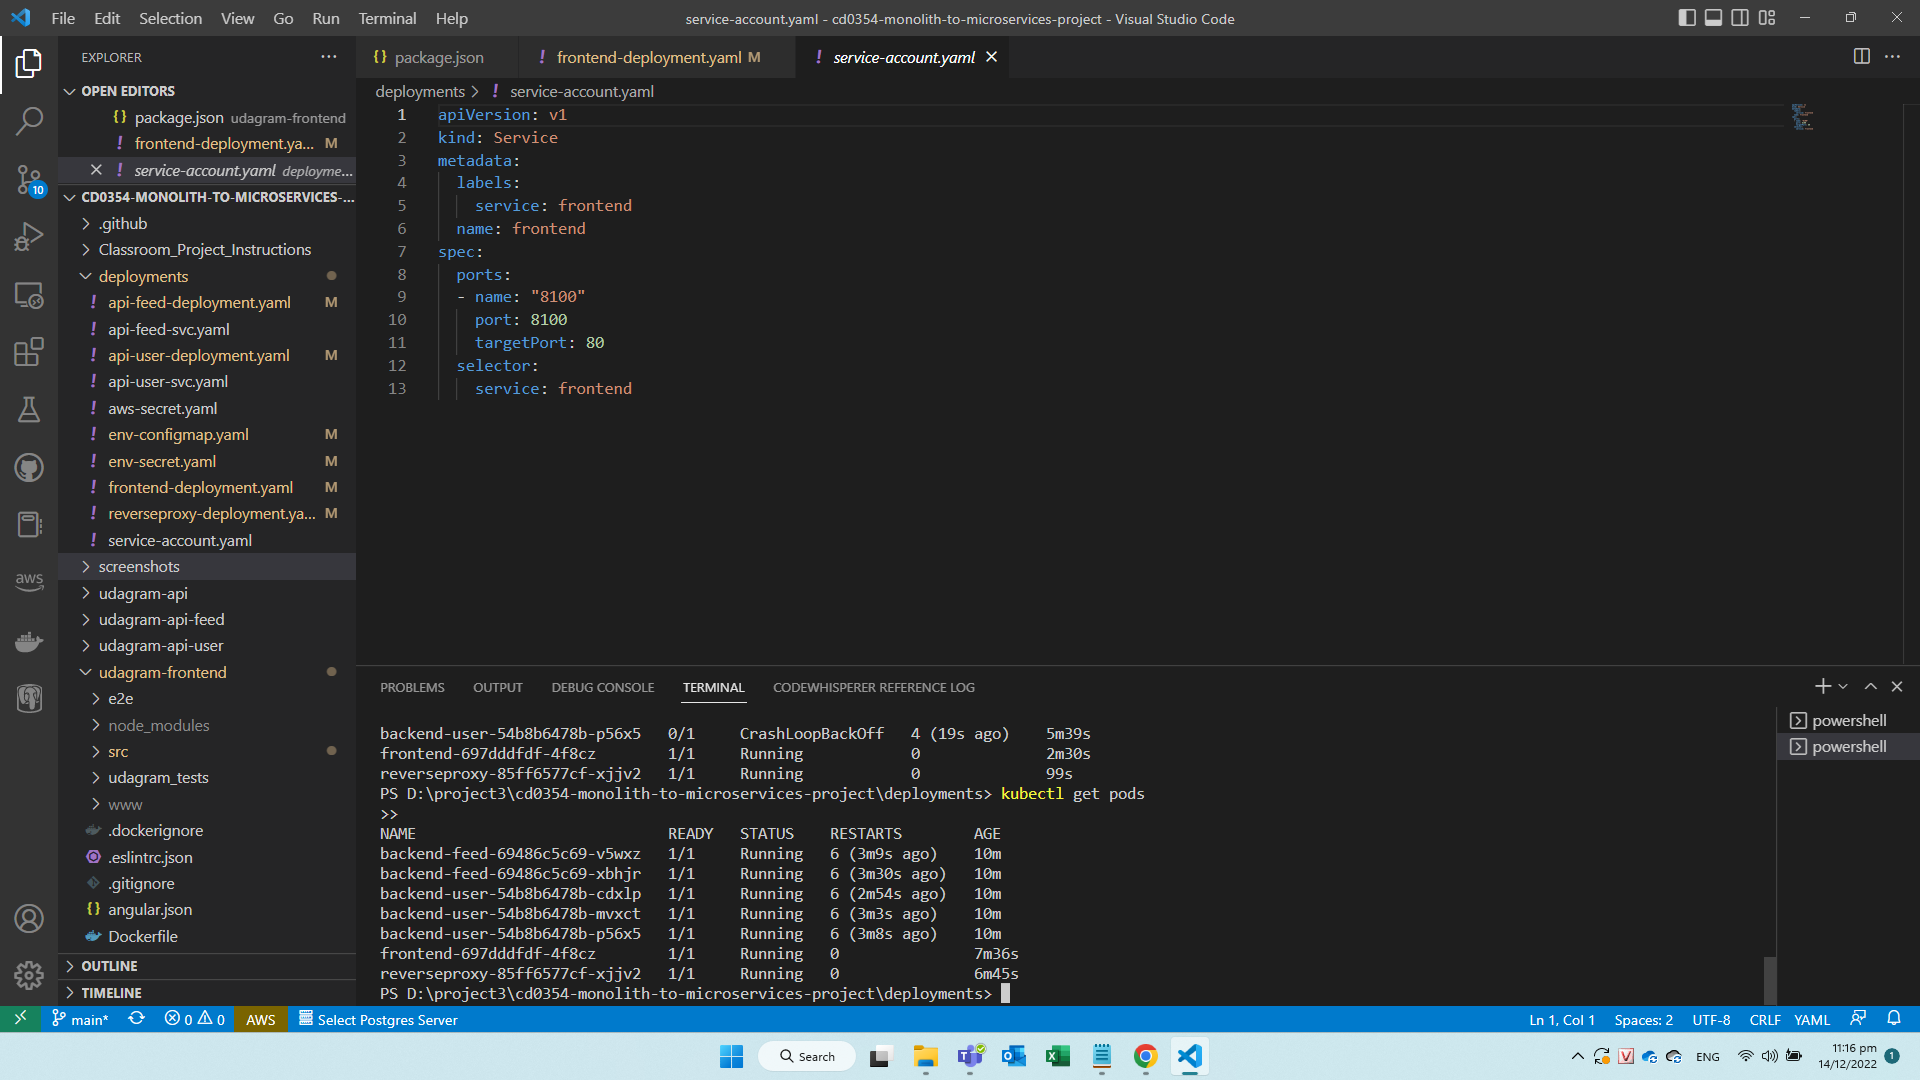 File Edit Selection View Go Run Terminal Help
service-account.yaml - cd0354-monolith-to-microservices-project - Visual Studio Code
EXPLORER
OPEN EDITORS
{} package.json udagram-frontend
! frontend-deployment.ya... M
! service-account.yaml deployme...
CD0354-MONOLITH-TO-MICROSERVICES-...
.github
Classroom_Project_Instructions
deployments
! api-feed-deployment.yaml M
! api-feed-svc.yaml
! api-user-deployment.yaml M
! api-user-svc.yaml
! aws-secret.yaml
! env-configmap.yaml M
! env-secret.yaml M
! frontend-deployment.yaml M
! reverseproxy-deployment.ya... M
! service-account.yaml
screenshots
udagram-api
udagram-api-feed
udagram-api-user
udagram-frontend
e2e
node_modules
src
udagram_tests
www
.dockerignore
.eslintrc.json
.gitignore
{} angular.json
Dockerfile
OUTLINE
TIMELINE
10
aws
{} package.json
! frontend-deployment.yaml M
! service-account.yaml
deployments > ! service-account.yaml
1 apiVersion: v1
2 kind: Service
3 metadata:
4 labels:
5 service: frontend
6 name: frontend
7 spec:
8 ports:
9 - name: "8100"
10 port: 8100
11 targetPort: 80
12 selector:
13 service: frontend
PROBLEMS OUTPUT DEBUG CONSOLE TERMINAL CODEWHISPERER REFERENCE LOG
powershell
powershell
backend-user-54b8b6478b-p56x5 0/1 CrashLoopBackOff 4 (19s ago) 5m39s
frontend-697dddfdf-4f8cz 1/1 Running 0 2m30s
reverseproxy-85ff6577cf-xjjv2 1/1 Running 0 99s
PS D:\project3\cd0354-monolith-to-microservices-project\deployments> kubectl get pods
>>
NAME READY STATUS RESTARTS AGE
backend-feed-69486c5c69-v5wxz 1/1 Running 6 (3m9s ago) 10m
backend-feed-69486c5c69-xbhjr 1/1 Running 6 (3m30s ago) 10m
backend-user-54b8b6478b-cdxlp 1/1 Running 6 (2m54s ago) 10m
backend-user-54b8b6478b-mvxct 1/1 Running 6 (3m3s ago) 10m
backend-user-54b8b6478b-p56x5 1/1 Running 6 (3m8s ago) 10m
frontend-697dddfdf-4f8cz 1/1 Running 0 7m36s
reverseproxy-85ff6577cf-xjjv2 1/1 Running 0 6m45s
PS D:\project3\cd0354-monolith-to-microservices-project\deployments>
main* 0 0 AWS Select Postgres Server
Ln 1, Col 1 Spaces: 2 UTF-8 CRLF YAML
Search
ENG
11:16 pm
14/12/2022
1